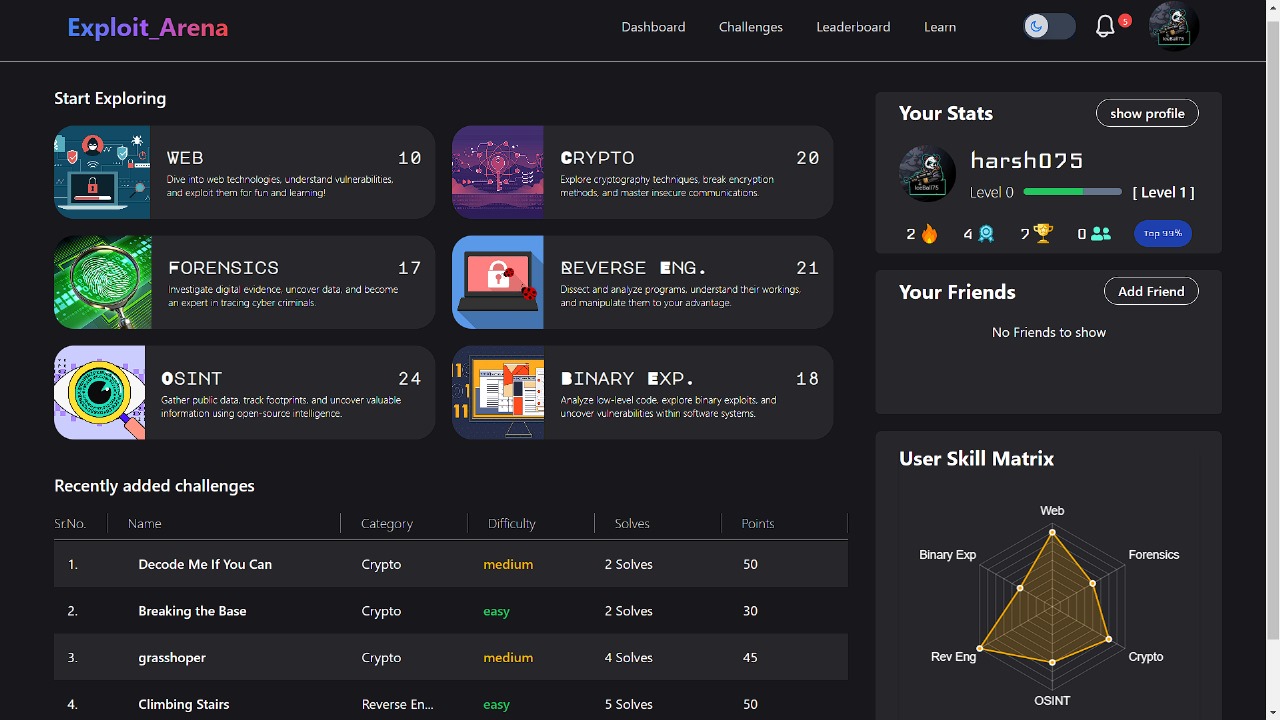 Exploit_Arena
Dashboard
Challenges
Leaderboard
Learn
5
IceBall75
Start Exploring
WEB
10
Dive into web technologies, understand vulnerabilities,
and exploit them for fun and learning!
CRYPTO
20
Explore cryptography techniques, break encryption
methods, and master insecure communications.
FORENSICS
17
Investigate digital evidence, uncover data, and become
an expert in tracing cyber criminals.
REVERSE ENG.
21
Dissect and analyze programs, understand their workings,
and manipulate them to your advantage.
OSINT
24
Gather public data, track footprints, and uncover valuable
information using open-source intelligence.
BINARY EXP.
18
Analyze low-level code, explore binary exploits, and
uncover vulnerabilities within software systems.
Recently added challenges
Sr.No. Name Category Difficulty Solves Points
1. Decode Me If You Can Crypto medium 2 Solves 50
2. Breaking the Base Crypto easy 2 Solves 30
3. grasshoper Crypto medium 4 Solves 45
4. Climbing Stairs Reverse En... easy 5 Solves 50
Your Stats
show profile
IceBall75
harsh075
Level 0 [ Level 1 ]
2 4 7 0 Top 99%
Your Friends
Add Friend
No Friends to show
User Skill Matrix
Web
Binary Exp
Forensics
Rev Eng
Crypto
OSINT